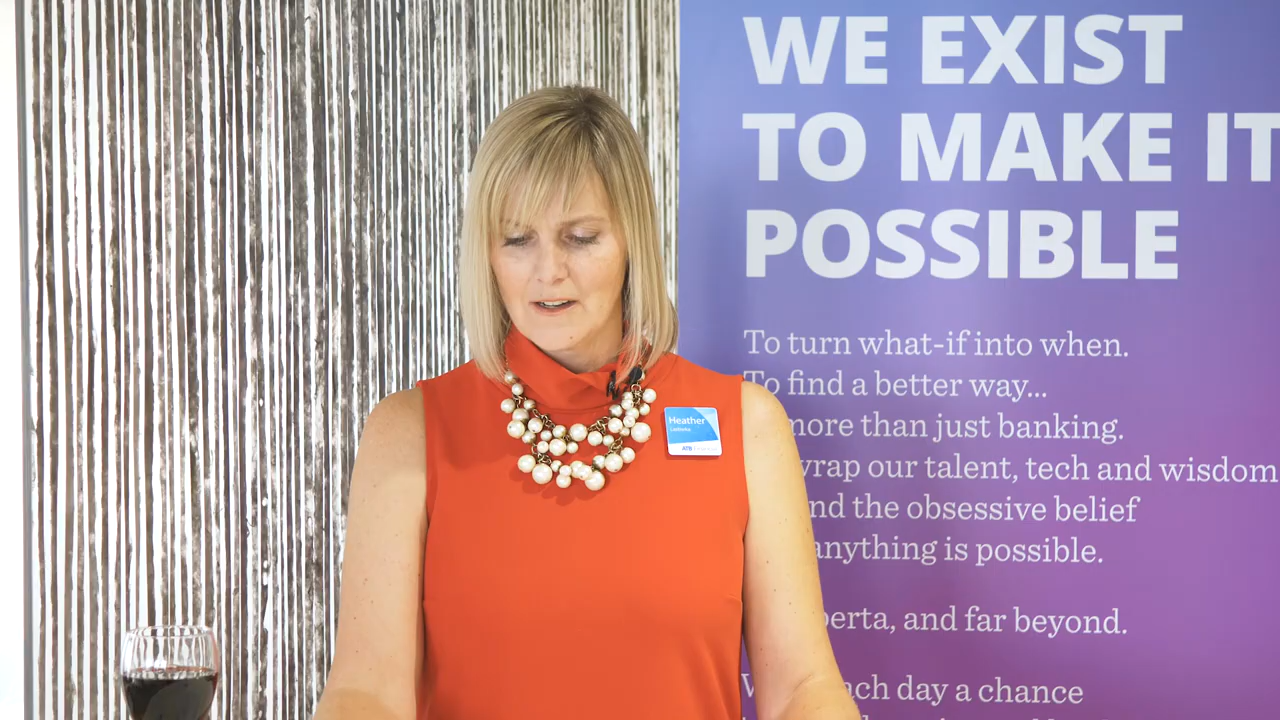 WE EXIST
TO MAKE IT
POSSIBLE
To turn what-if into when.
To find a better way...
more than just banking.
wrap our talent, tech and wisdom
nd the obsessive belief
anything is possible.
berta, and far beyond.
ach day a chance
Heather
ATB